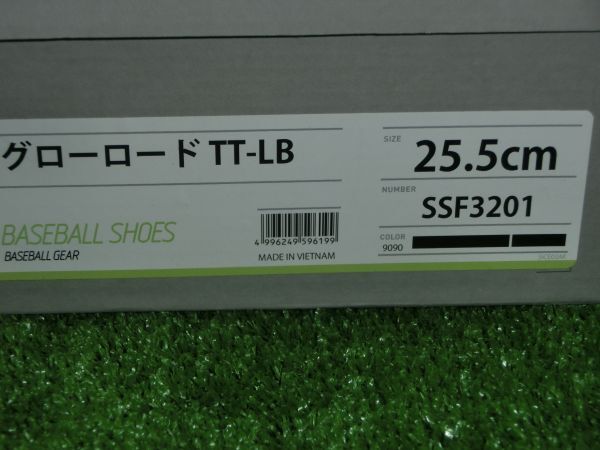 グローロード TT-LB
SIZE
25.5cm
NUMBER
SSF3201
BASEBALL SHOES
BASEBALL GEAR
4 996249 596199
MADE IN VIETNAM
COLOR
9090